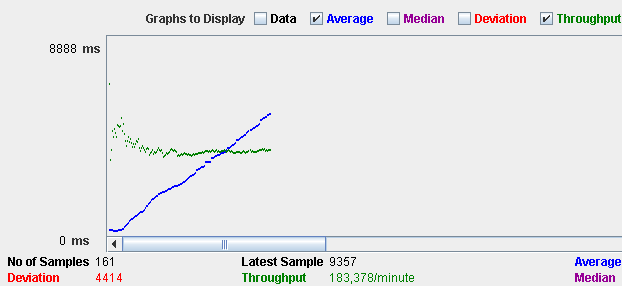 Graphs to Display Data Average Median Deviation Throughput
8888 ms
0 ms
No of Samples 161 Latest Sample 9357 Average
Deviation 4414 Throughput 183,378/minute Median